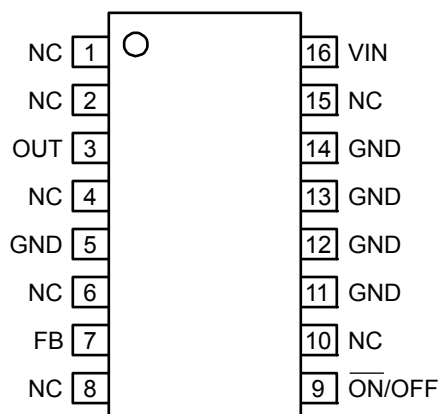 NC 1 16 VIN
NC 2 15 NC
OUT 3 14 GND
NC 4 13 GND
GND 5 12 GND
NC 6 11 GND
FB 7 10 NC
NC 8 9 O̅N̅/OFF